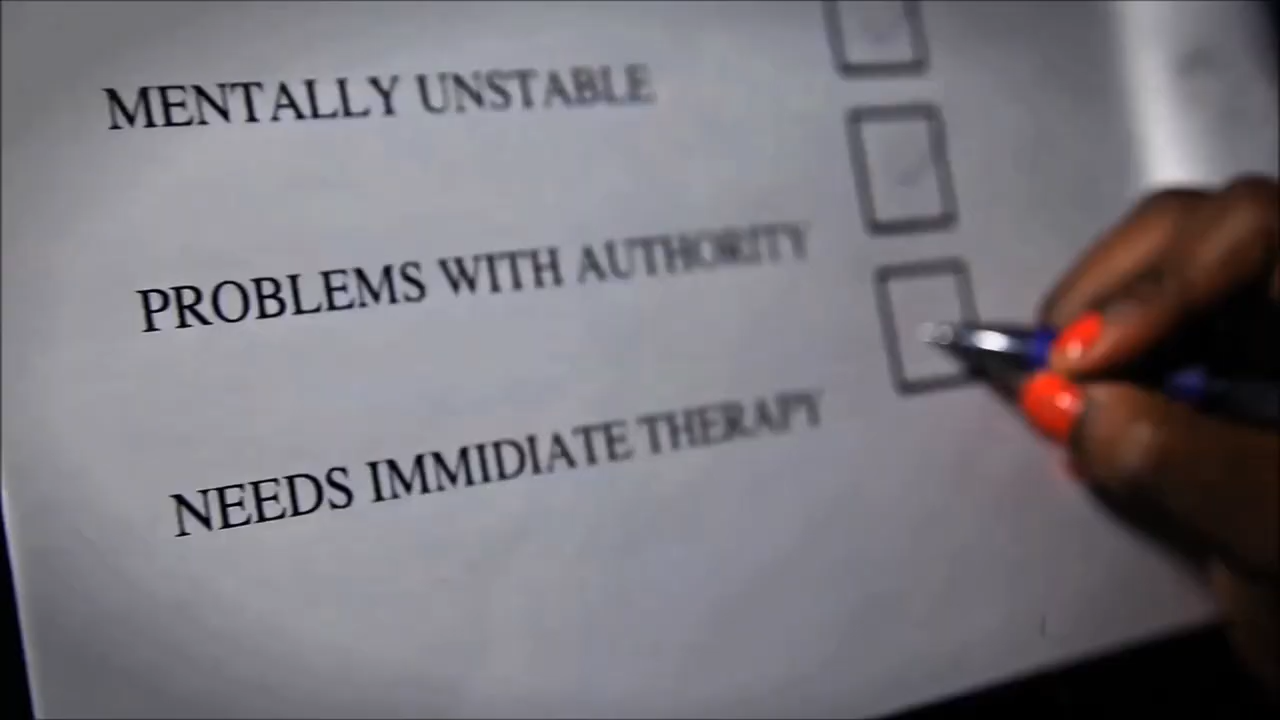 MENTALLY UNSTABLE
PROBLEMS WITH AUTHORITY
NEEDS IMMIDIATE THERAPY